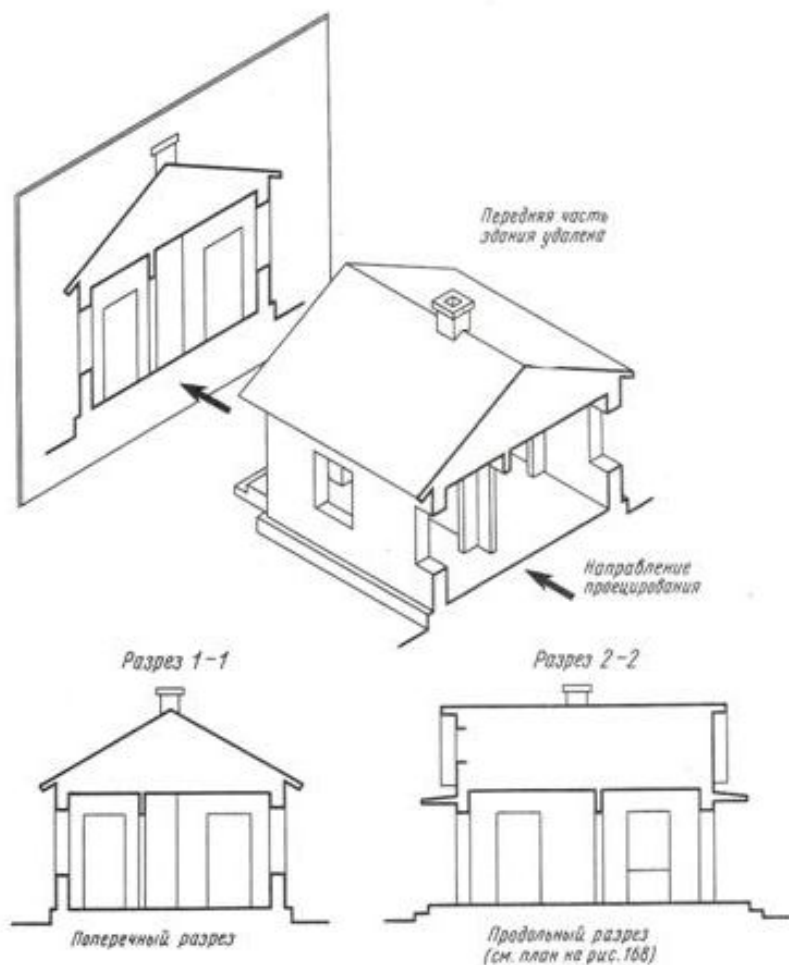 Передняя часть
здания удалена
Направление
проецирования
Разрез 1-1
Разрез 2-2
Поперечный разрез
Продольный разрез
(см. план на рис. 168)